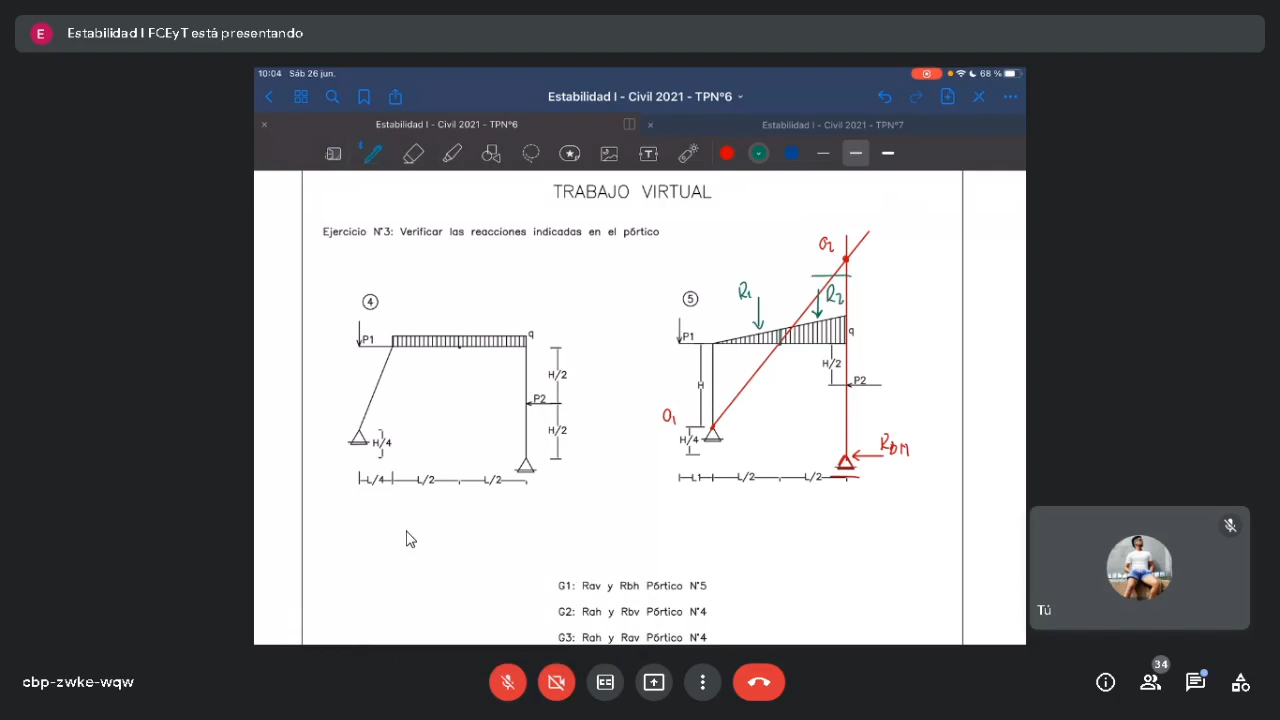 E Estabilidad I FCEyT está presentando
10:04 Sáb 26 jun. 68 %
Estabilidad I - Civil 2021 - TPN°6
Estabilidad I - Civil 2021 - TPN°6
Estabilidad I - Civil 2021 - TPN°7
TRABAJO VIRTUAL
Ejercicio N°3: Verificar las reacciones indicadas en el pórtico
4
P1
q
H/2
P2
H/2
H/4
L/4 L/2 L/2
5
P1
R1
R2
O2
q
H/2
H
P2
O1
H/4
RBH
L1 L/2 L/2
G1: Rav y Rbh Pórtico N°5
G2: Rah y Rbv Pórtico N°4
G3: Rah y Rav Pórtico N°4
Tú
cbp-zwke-wqw
34